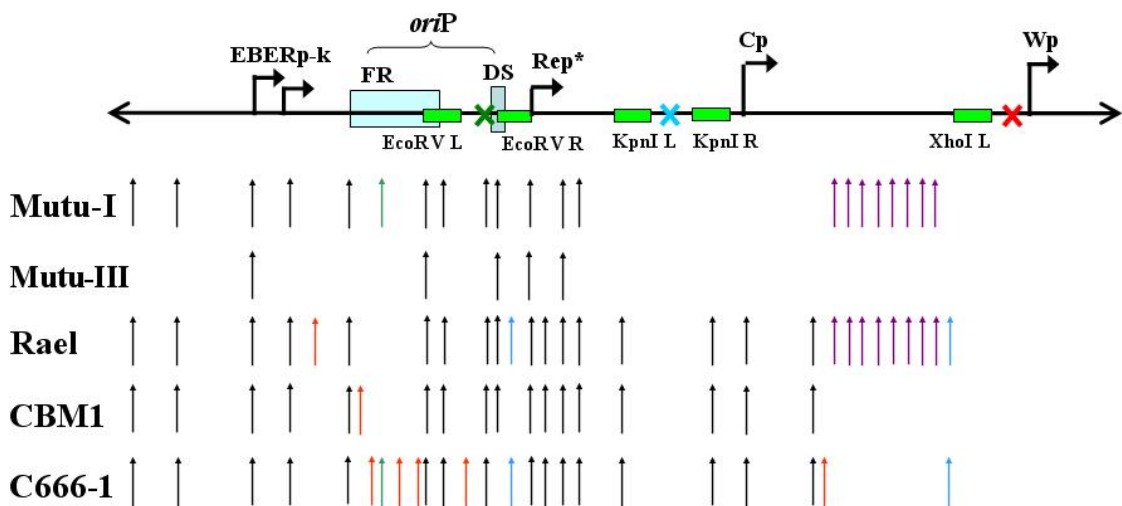 oriP
EBERp-k FR DS Rep* Cp Wp
EcoRV L EcoRV R KpnI L KpnI R XhoI L
Mutu-I
Mutu-III
Rael
CBM1
C666-1